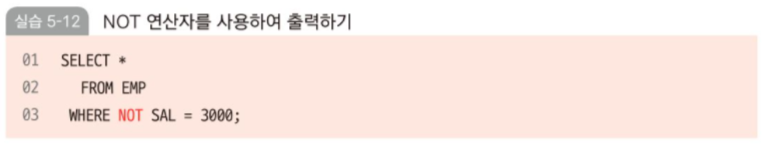 실습 5-12 NOT 연산자를 사용하여 출력하기
01 SELECT *
02 FROM EMP
03 WHERE NOT SAL = 3000;